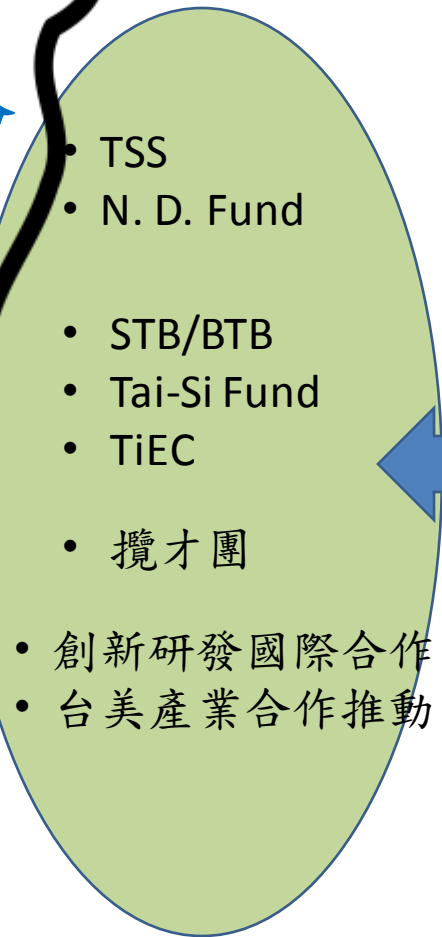 • TSS
• N. D. Fund
• STB/BTB
• Tai-Si Fund
• TiEC
• 攬才團
• 創新研發國際合作
• 台美產業合作推動